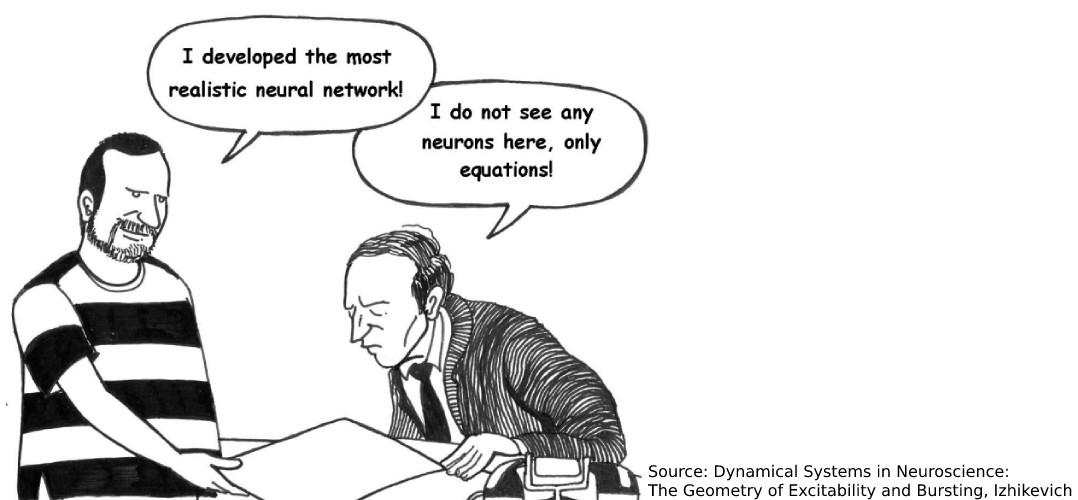 I developed the most
realistic neural network!
I do not see any
neurons here, only
equations!
Source: Dynamical Systems in Neuroscience:
The Geometry of Excitability and Bursting, Izhikevich